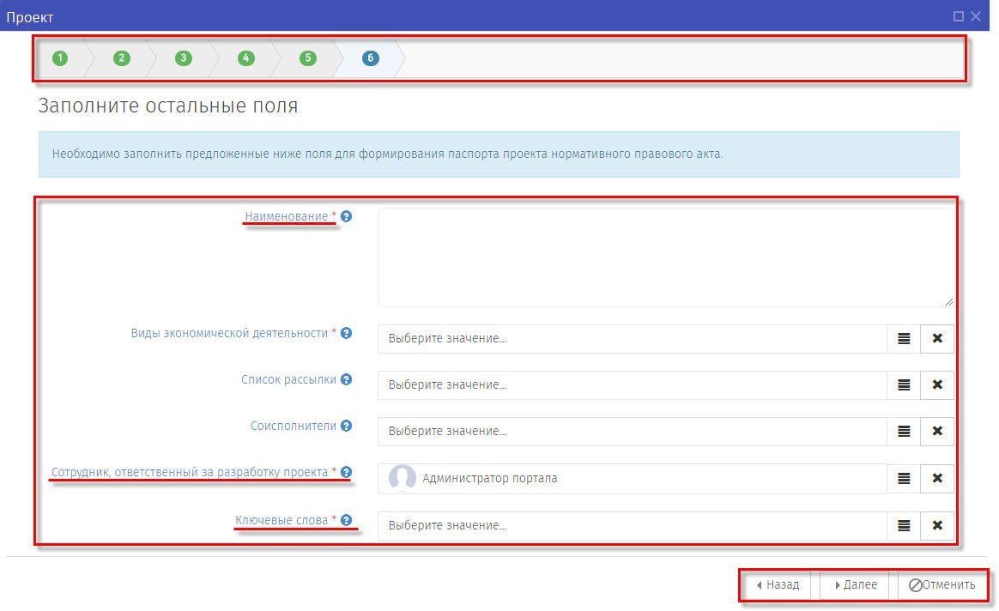 Проект
1 2 3 4 5 6
Заполните остальные поля
Необходимо заполнить предложенные ниже поля для формирования паспорта проекта нормативного правового акта.
Наименование * ?
Виды экономической деятельности * ? Выберите значение...
Список рассылки ? Выберите значение...
Соисполнители ? Выберите значение...
Сотрудник, ответственный за разработку проекта * ? Администратор портала
Ключевые слова * ? Выберите значение...
Назад Далее Отменить